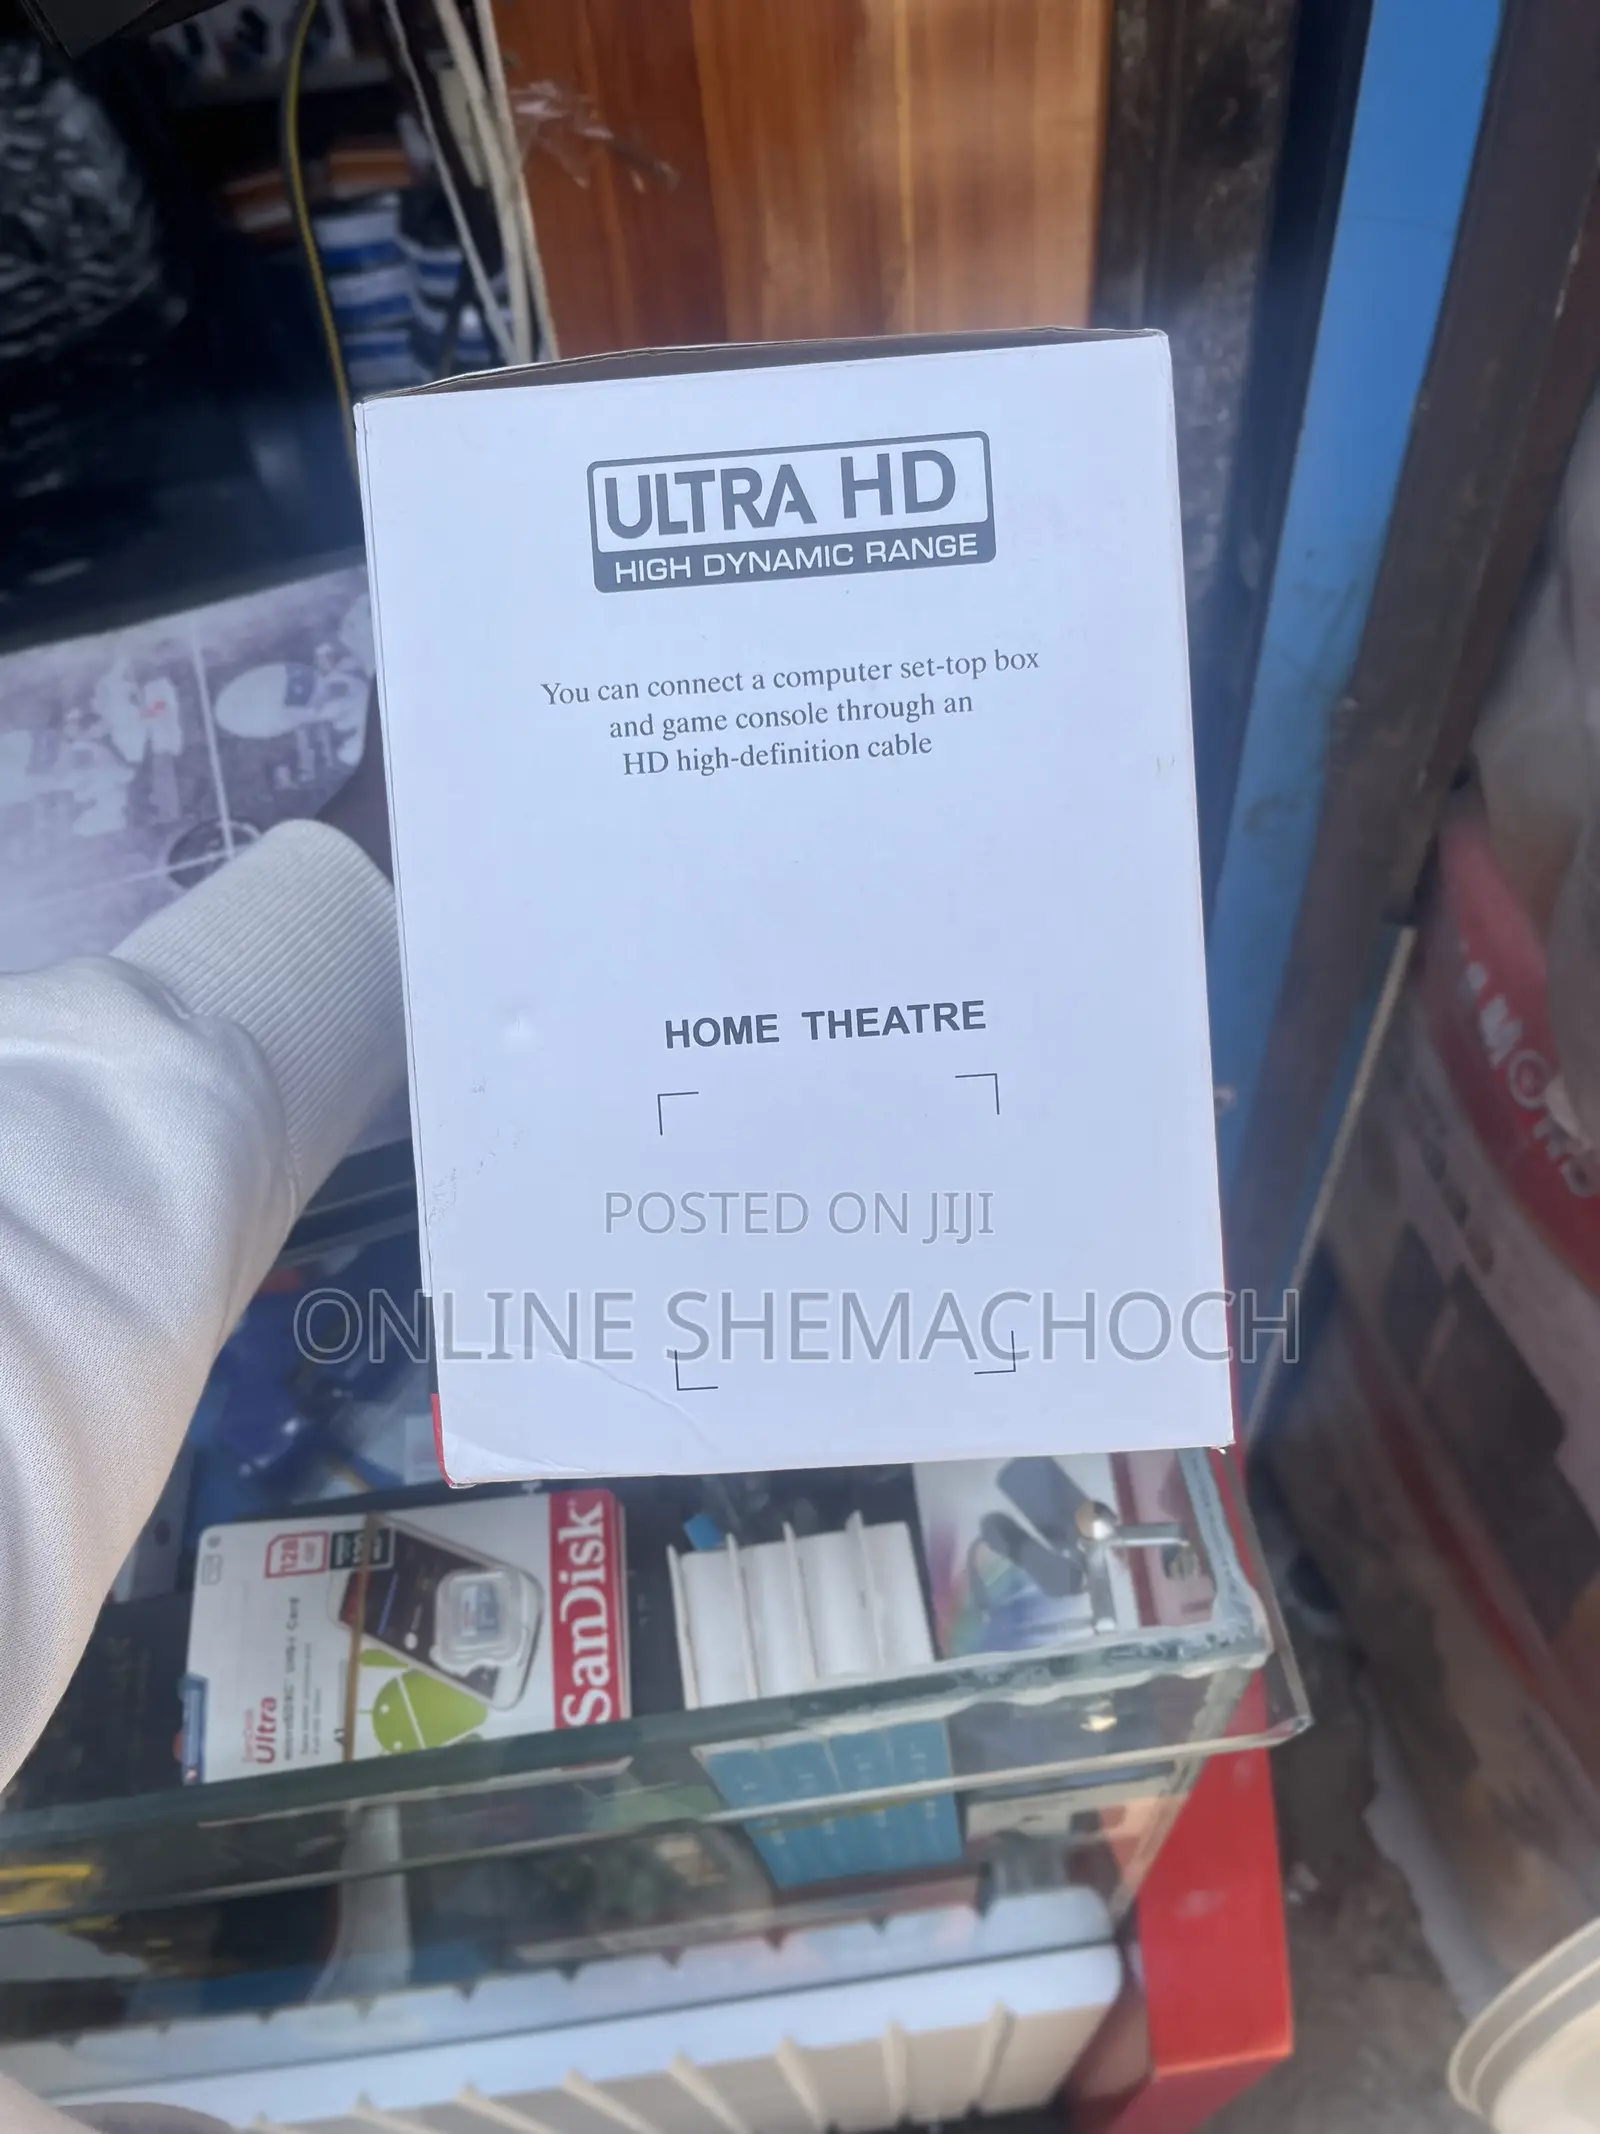 ULTRA HD
HIGH DYNAMIC RANGE
You can connect a computer set-top box
and game console through an
HD high-definition cable
HOME THEATRE
POSTED ON JIJI
ONLINE SHEMACHOCH
SanDisk
128
Ultra